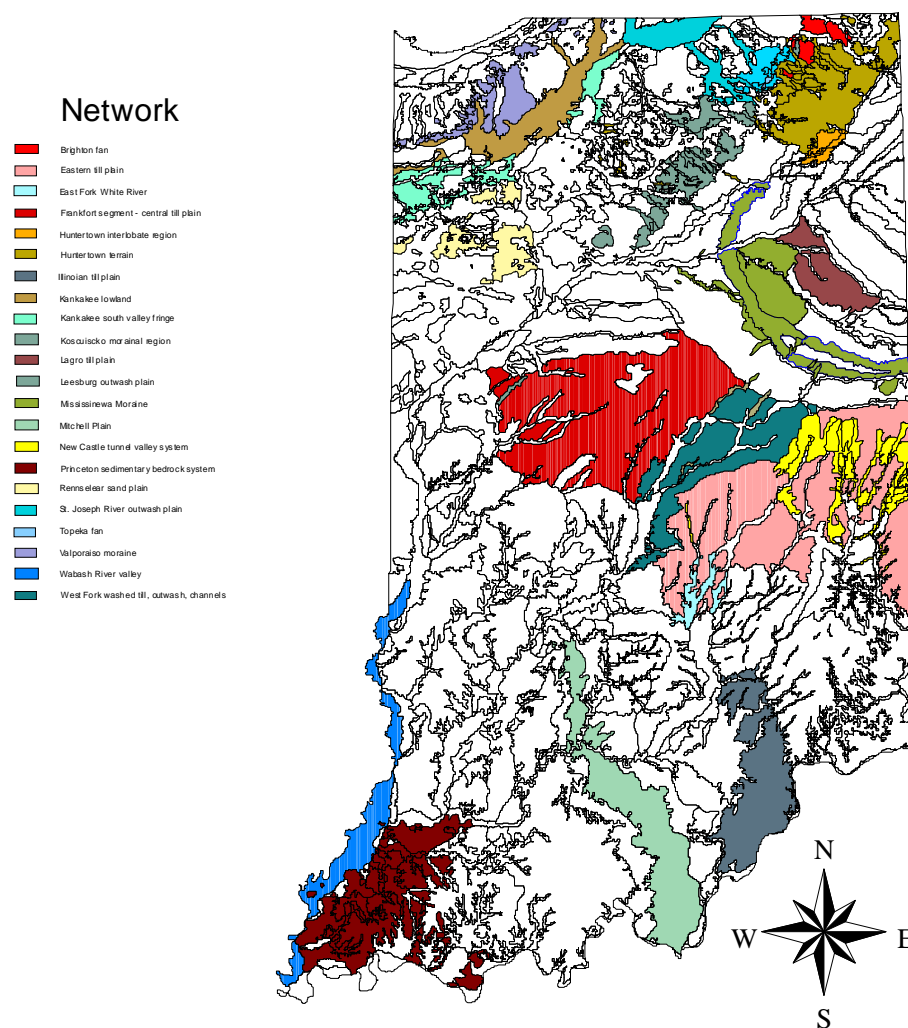 Network
Brighton fan
Eastern till plain
East Fork White River
Frankfort segment - central till plain
Huntertown interlobate region
Huntertown terrain
Illinoian till plain
Kankakee lowland
Kankakee south valley fringe
Koscuiscko morainal region
Lagro till plain
Leesburg outwash plain
Mississinewa Moraine
Mitchell Plain
New Castle tunnel valley system
Princeton sedimentary bedrock system
Rennselear sand plain
St. Joseph River outwash plain
Topeka fan
Valporaiso moraine
Wabash River valley
West Fork washed till, outwash, channels
N
W E
S